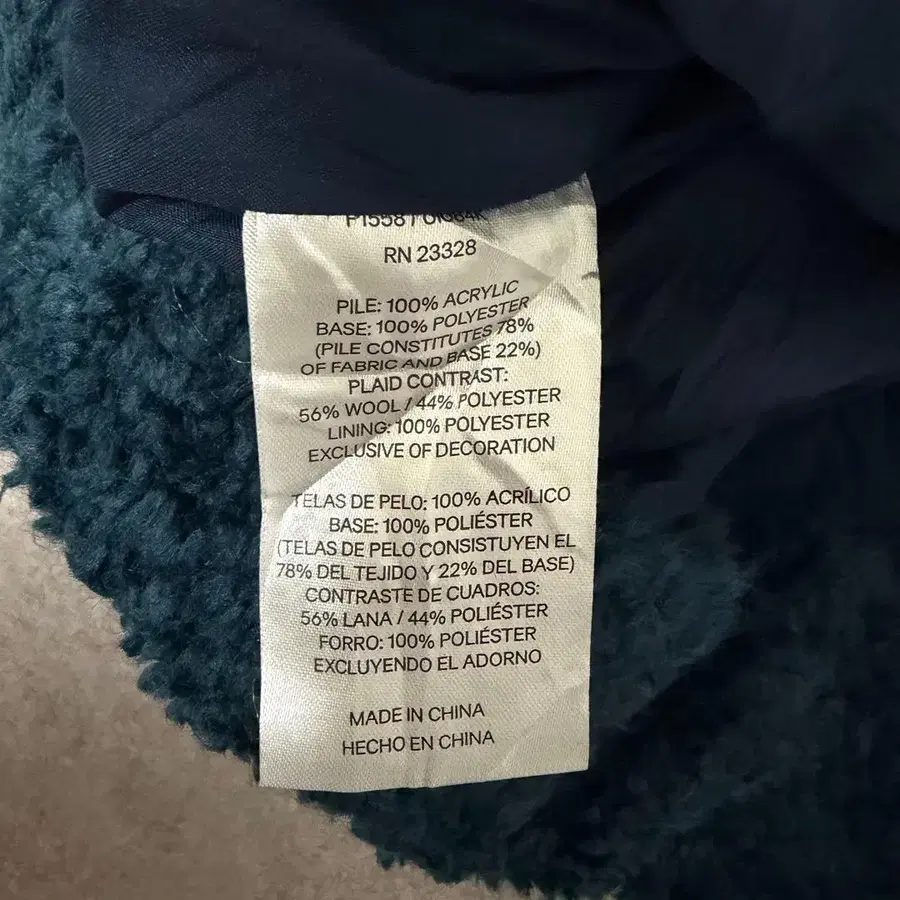 RN 23328
PILE: 100% ACRYLIC
BASE: 100% POLYESTER
(PILE CONSTITUTES 78%
OF FABRIC AND BASE 22%)
PLAID CONTRAST:
56% WOOL / 44% POLYESTER
LINING: 100% POLYESTER
EXCLUSIVE OF DECORATION
TELAS DE PELO: 100% ACRÍLICO
BASE: 100% POLIÉSTER
(TELAS DE PELO CONSISTUYEN EL
78% DEL TEJIDO Y 22% DEL BASE)
CONTRASTE DE CUADROS:
56% LANA / 44% POLIÉSTER
FORRO: 100% POLIÉSTER
EXCLUYENDO EL ADORNO
MADE IN CHINA
HECHO EN CHINA